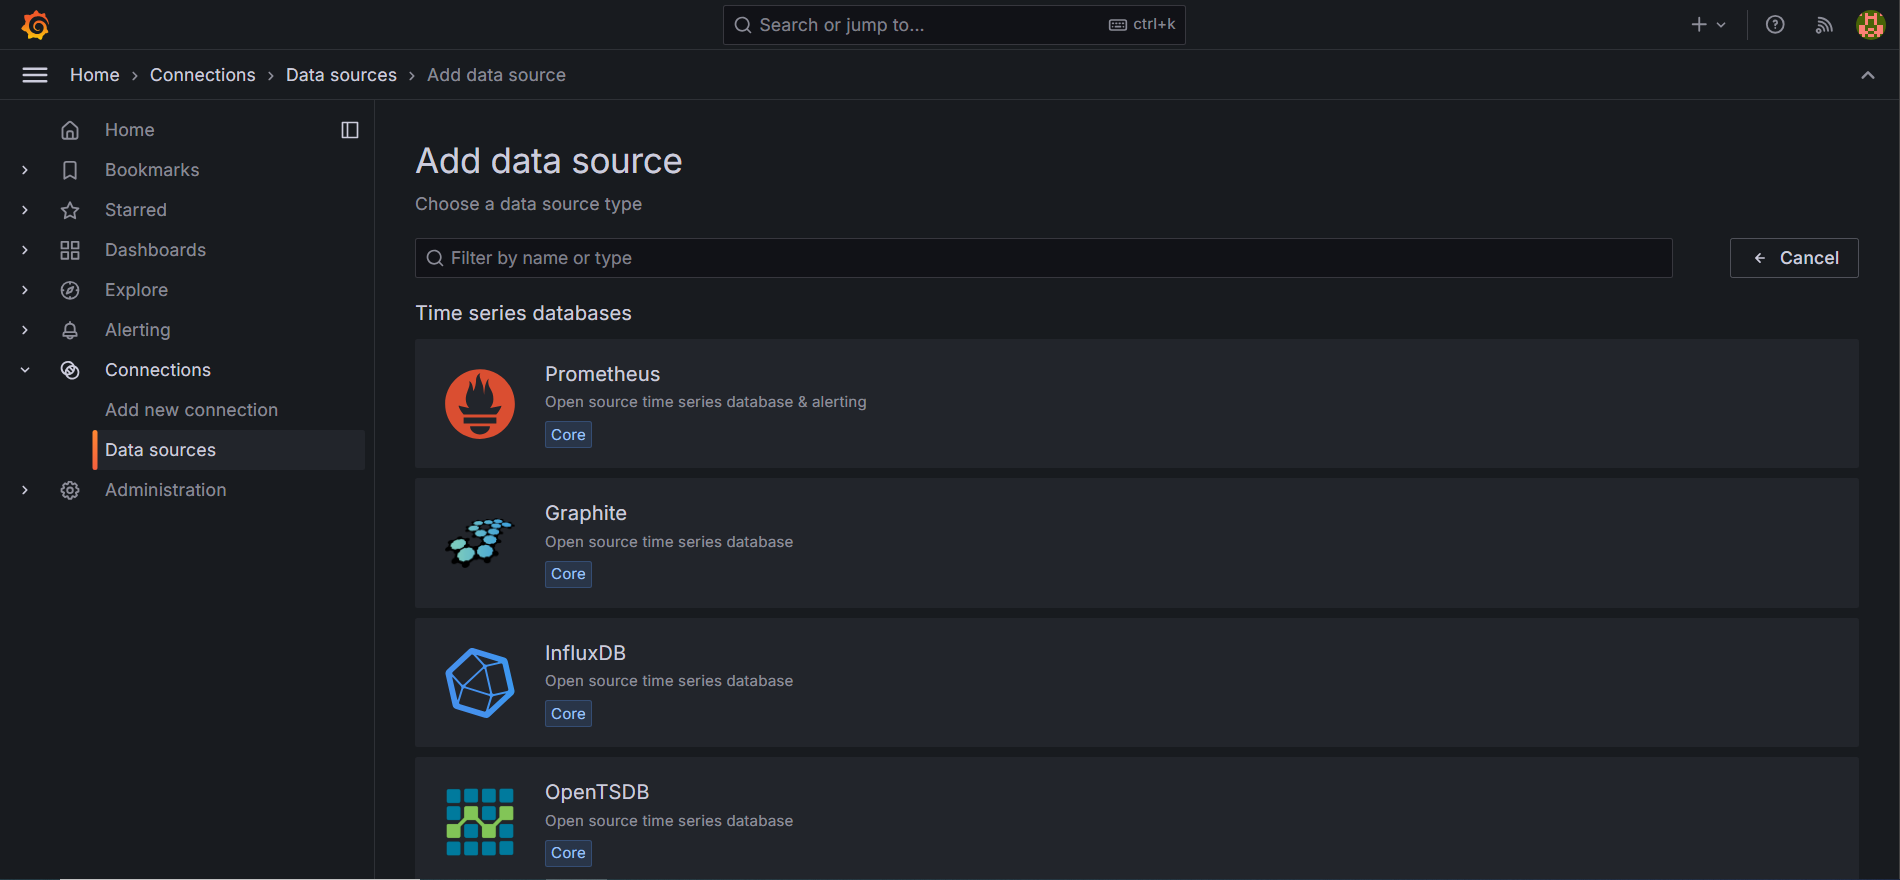 Search or jump to...
ctrl+k
Home › Connections › Data sources › Add data source
Home
Bookmarks
Starred
Dashboards
Explore
Alerting
Connections
Add new connection
Data sources
Administration
Add data source
Choose a data source type
Filter by name or type
Cancel
Time series databases
Prometheus
Open source time series database & alerting
Core
Graphite
Open source time series database
Core
InfluxDB
Open source time series database
Core
OpenTSDB
Open source time series database
Core